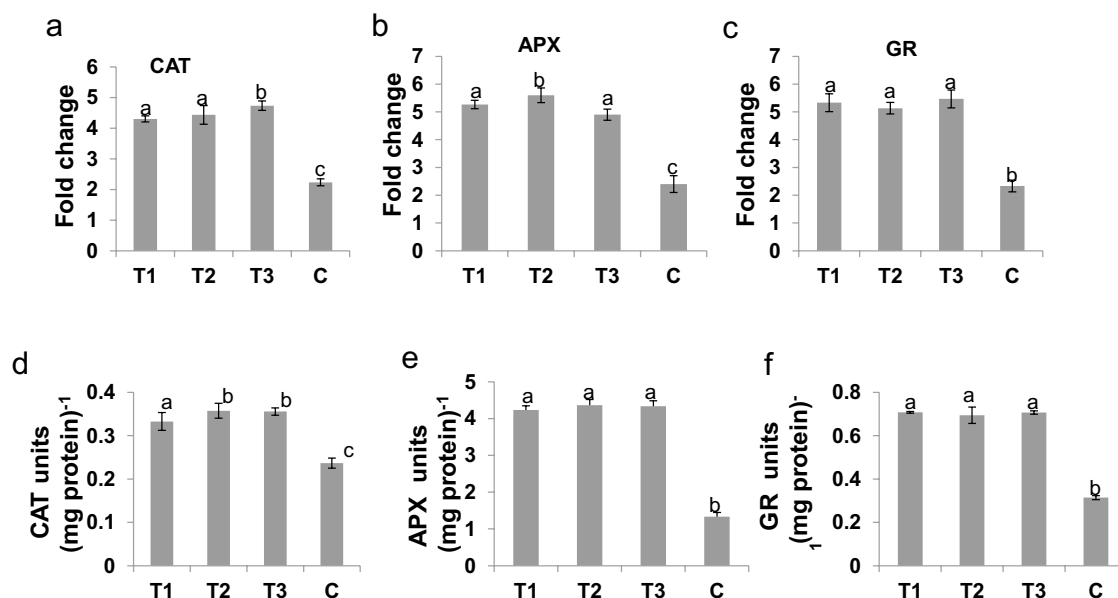 a
CAT
Fold change
6
5
4
3
2
1
0
a
a
b
c
T1 T2 T3 C
b
APX
Fold change
7
6
5
4
3
2
1
0
a
b
a
c
T1 T2 T3 C
c
GR
Fold change
7
6
5
4
3
2
1
0
a
a
a
b
T1 T2 T3 C
d
CAT units
(mg protein)-1
0.4
0.3
0.2
0.1
0
a
b
b
c
T1 T2 T3 C
e
APX units
(mg protein)-1
5
4
3
2
1
0
a
a
a
b
T1 T2 T3 C
f
GR units
(mg protein)-
1
0.8
0.6
0.4
0.2
0
a
a
a
b
T1 T2 T3 C